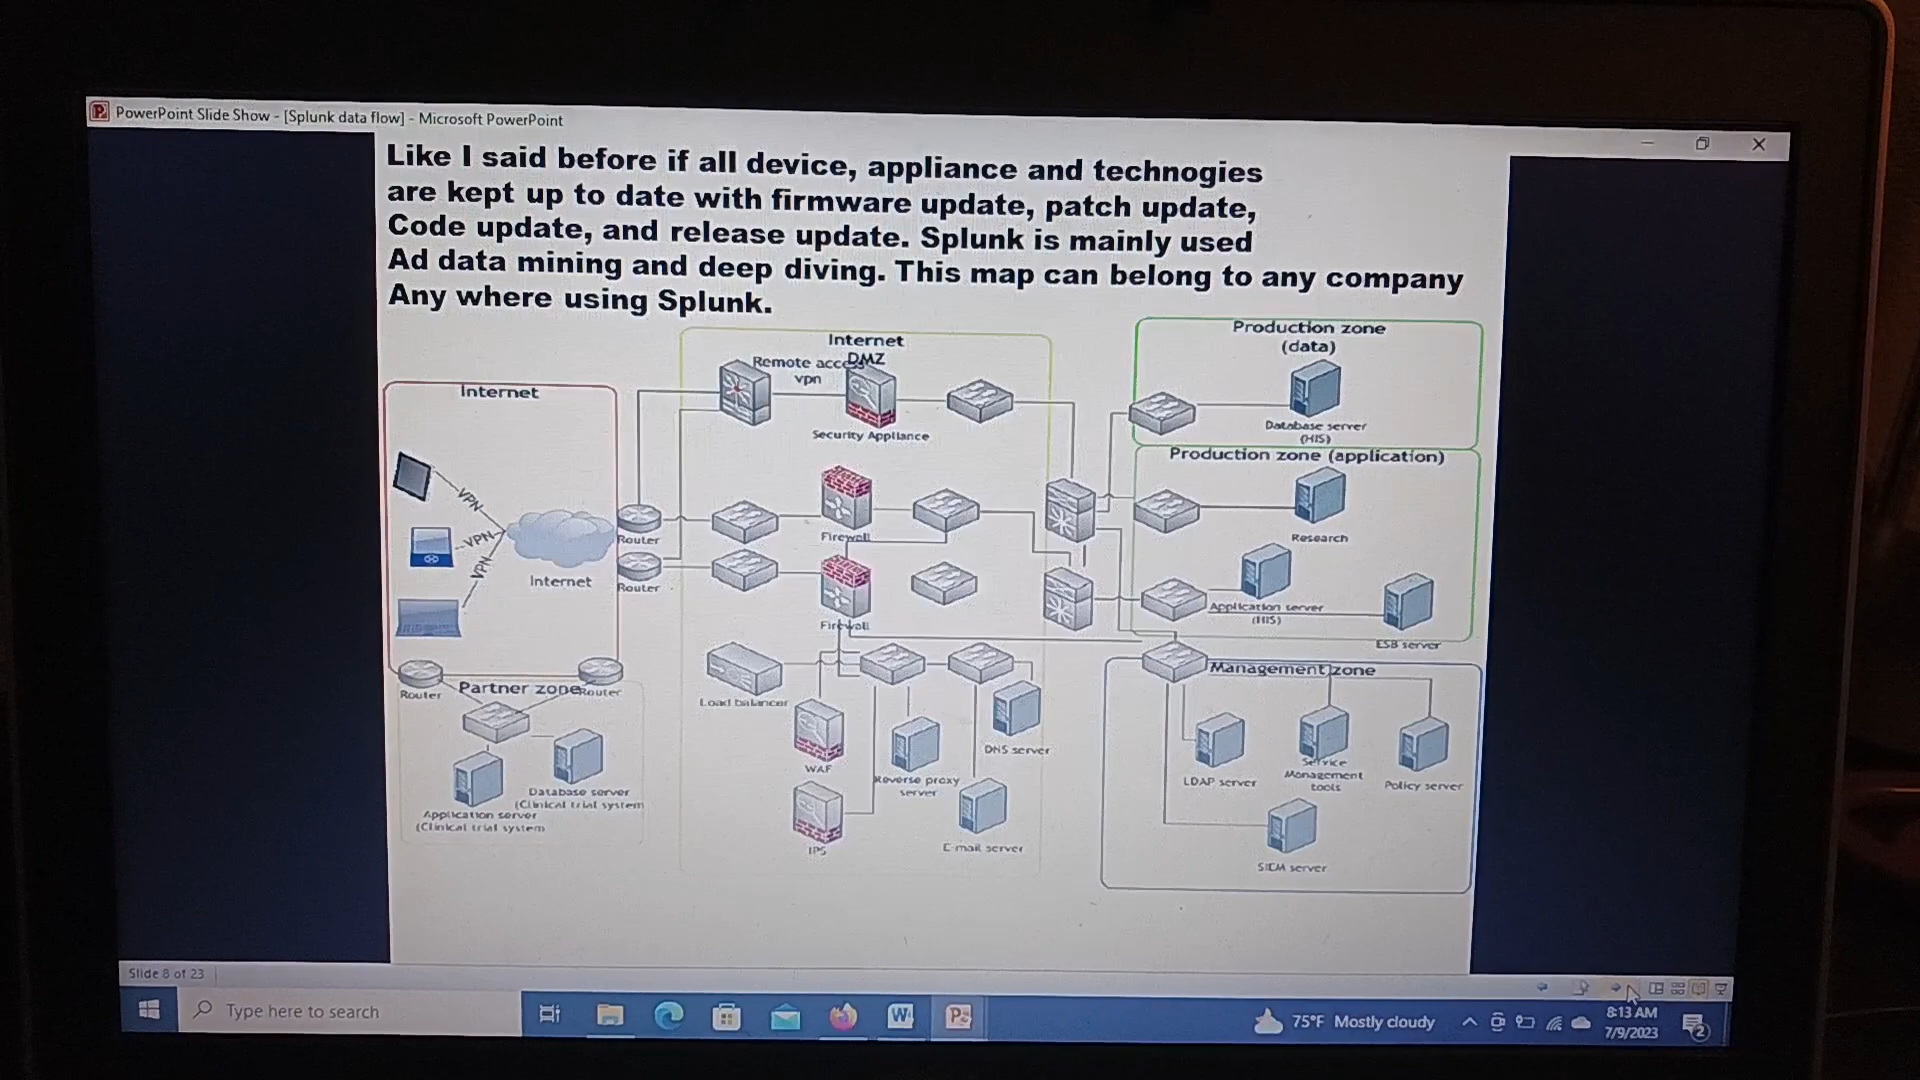 PowerPoint Slide Show - [Splunk data flow] - Microsoft PowerPoint
Like I said before if all device, appliance and technogies
are kept up to date with firmware update, patch update,
Code update, and release update. Splunk is mainly used
Ad data mining and deep diving. This map can belong to any company
Any where using Splunk.
Internet
DMZ
Remote acce
vpn
Security Appliance
Production zone
(data)
Database server
(HIS)
Internet
VPN
VPN
VPN
Internet
Router
Router
Firewall
Firewall
Production zone (application)
Research
Application server
(HIS)
ESB server
Router
Router
Partner zone
Database server
(Clinical trial system
Application server
(Clinical trial system
Load balancer
WAF
IPS
Reverse proxy
server
DNS server
E-mail server
Management zone
LDAP server
Service
Management
tools
Policy server
SIEM server
Slide 8 of 23
Type here to search
75°F Mostly cloudy
8:13 AM
7/9/2023
2